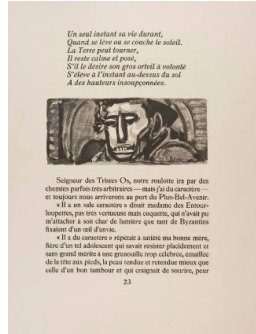 Un seul instant sa vie durant,
Quand se lève ou se couche le soleil.
La Terre peut tourner,
Il reste calme et posé,
S'il le désire son gros orteil à volonté
S'élève à l'instant au-dessus du sol
A des hauteurs insoupçonnées.
Seigneur des Tristes Os, notre roulotte ira par des
chemins parfois très arbitraires — mais j'ai du caractère —
et toujours nous arriverons au port du Plus-Bel-Avenir.
« Il a un sale caractère » disait madame des Entour-
loupettes, pas très vertueuse mais coquette, qui n'avait pu
m'attacher à son char de lumière que tant de Byzantins
fixaient d'un œil d'envie.
« Il a du caractère » répétait à satiété ma bonne mère,
fière d'un tel adolescent qui savait résister placidement et
sans grand mérite à une grenouille trop célèbre, émaillée
de la tête aux pieds, la peau tendue et retendue mieux que
celle d'un bon tambour et qui craignait de sourire, peur
23